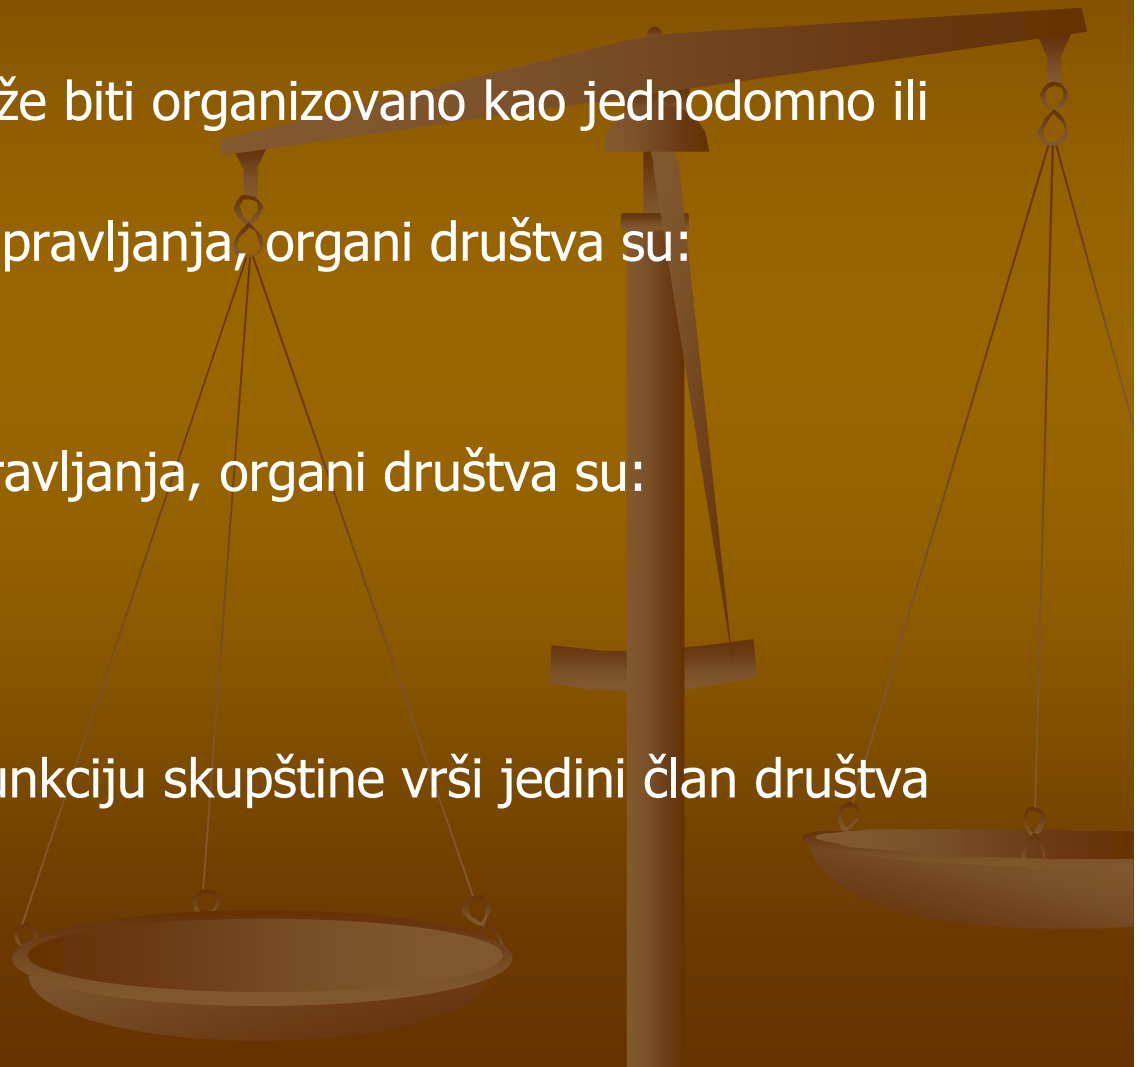 že biti organizovano kao jednodomno ili
pravljanja, organi društva su:
ravljanja, organi društva su:
unkciju skupštine vrši jedini član društva